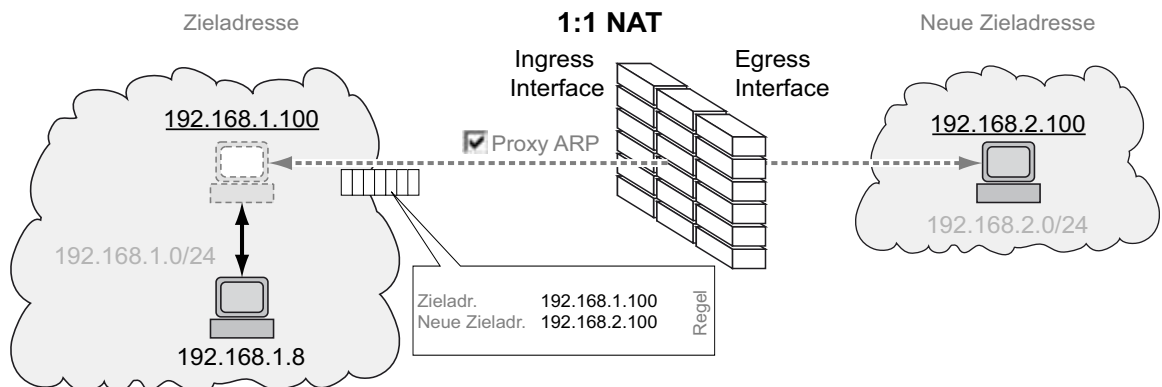 Zieladresse
1:1 NAT
Neue Zieladresse
Ingress
Interface
Egress
Interface
192.168.1.100
Proxy ARP
192.168.2.100
192.168.2.0/24
192.168.1.0/24
Zieladr. 192.168.1.100
Neue Zieladr. 192.168.2.100
Regel
192.168.1.8